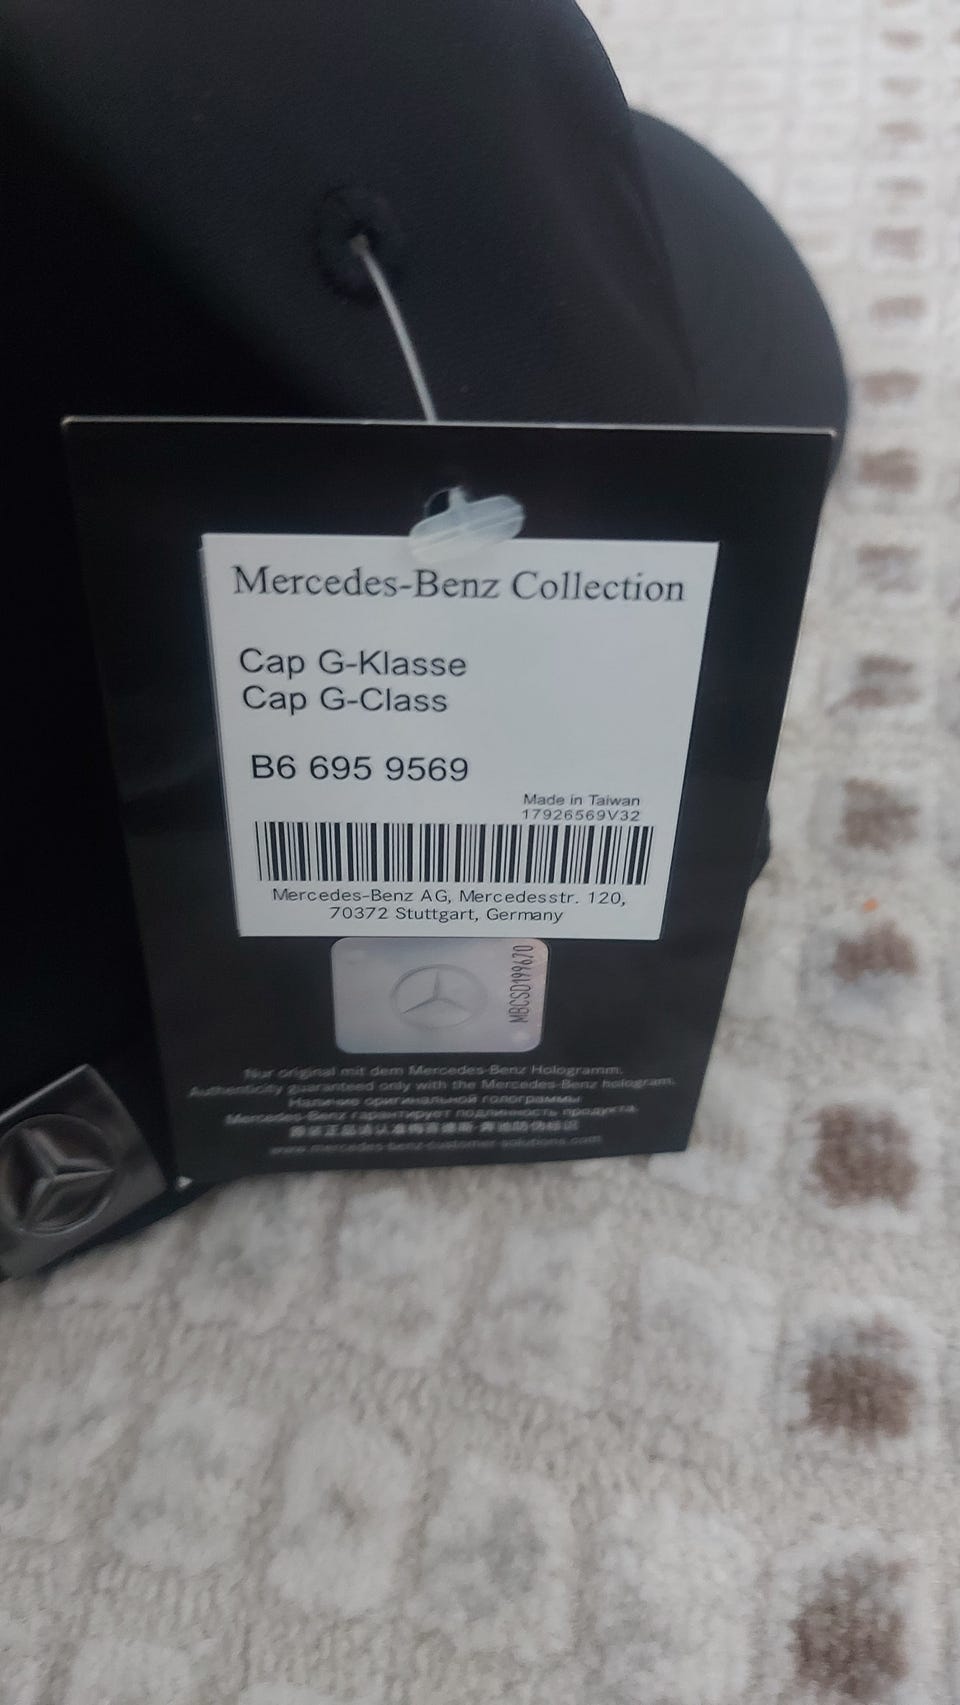 Mercedes-Benz Collection
Cap G-Klasse
Cap G-Class
B6 695 9569
Made in Taiwan
17926569V32
Mercedes-Benz AG, Mercedesstr. 120,
70372 Stuttgart, Germany
MBCSD199670
Nur original mit dem Mercedes-Benz Hologramm.
Authenticity guaranteed only with the Mercedes-Benz hologram.
Наличие оригинальной голограммы
Mercedes-Benz гарантирует подлинность продукта.
www.mercedes-benz-customer-solutions.com